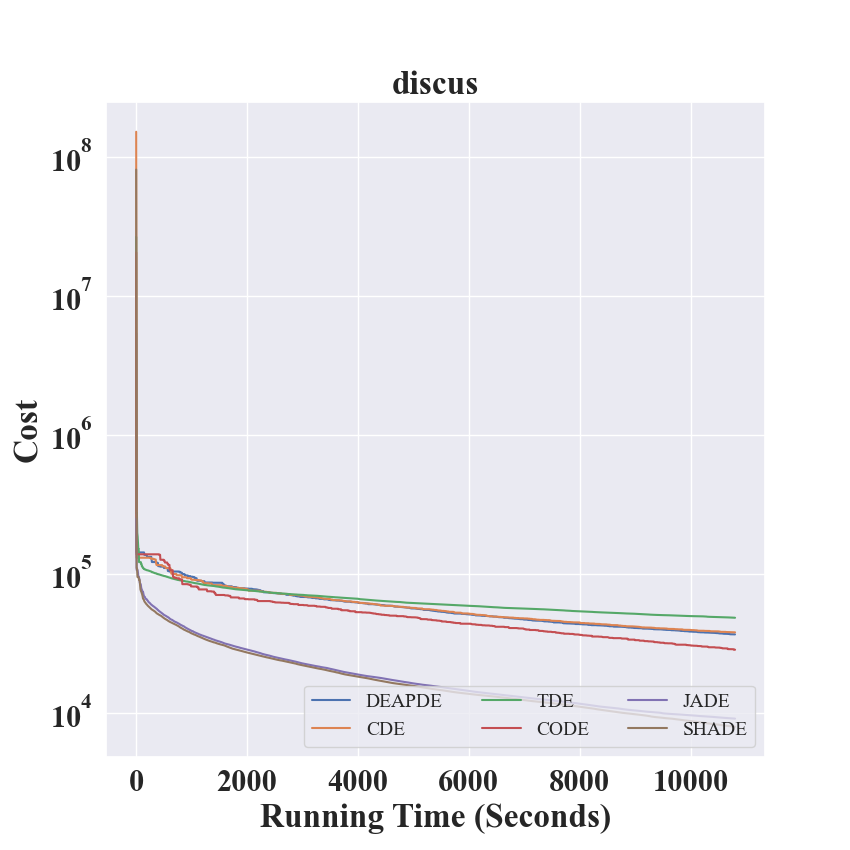 discus
Cost
10^8
10^7
10^6
10^5
10^4
DEAPDE TDE JADE
CDE CODE SHADE
0 2000 4000 6000 8000 10000
Running Time (Seconds)